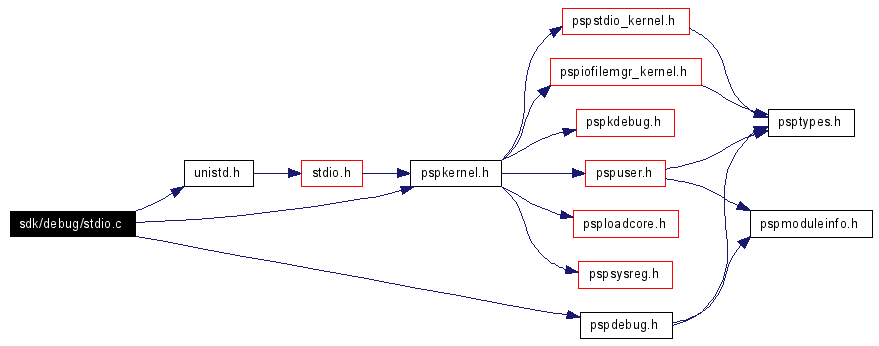 pspstdio_kernel.h
pspiofilemgr_kernel.h
pspkdebug.h
psptypes.h
unistd.h
stdio.h
pspkernel.h
pspuser.h
sdk/debug/stdio.c
psploadcore.h
pspmoduleinfo.h
pspsysreg.h
pspdebug.h